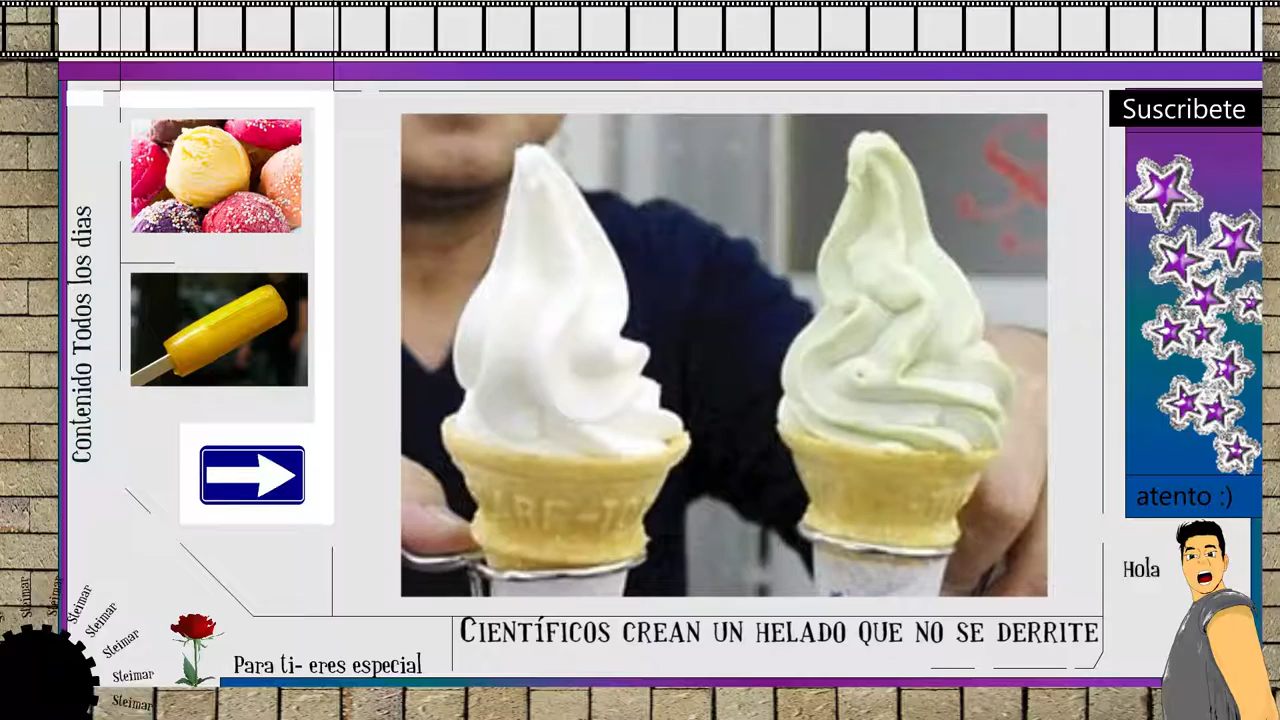 Suscribete
Contenido Todos los dias
atento :)
Hola
CIENTÍFICOS CREAN UN HELADO QUE NO SE DERRITE
Para ti- eres especial
Steimar
Steimar
Steimar
Steimar
Steimar
Steimar
Steimar